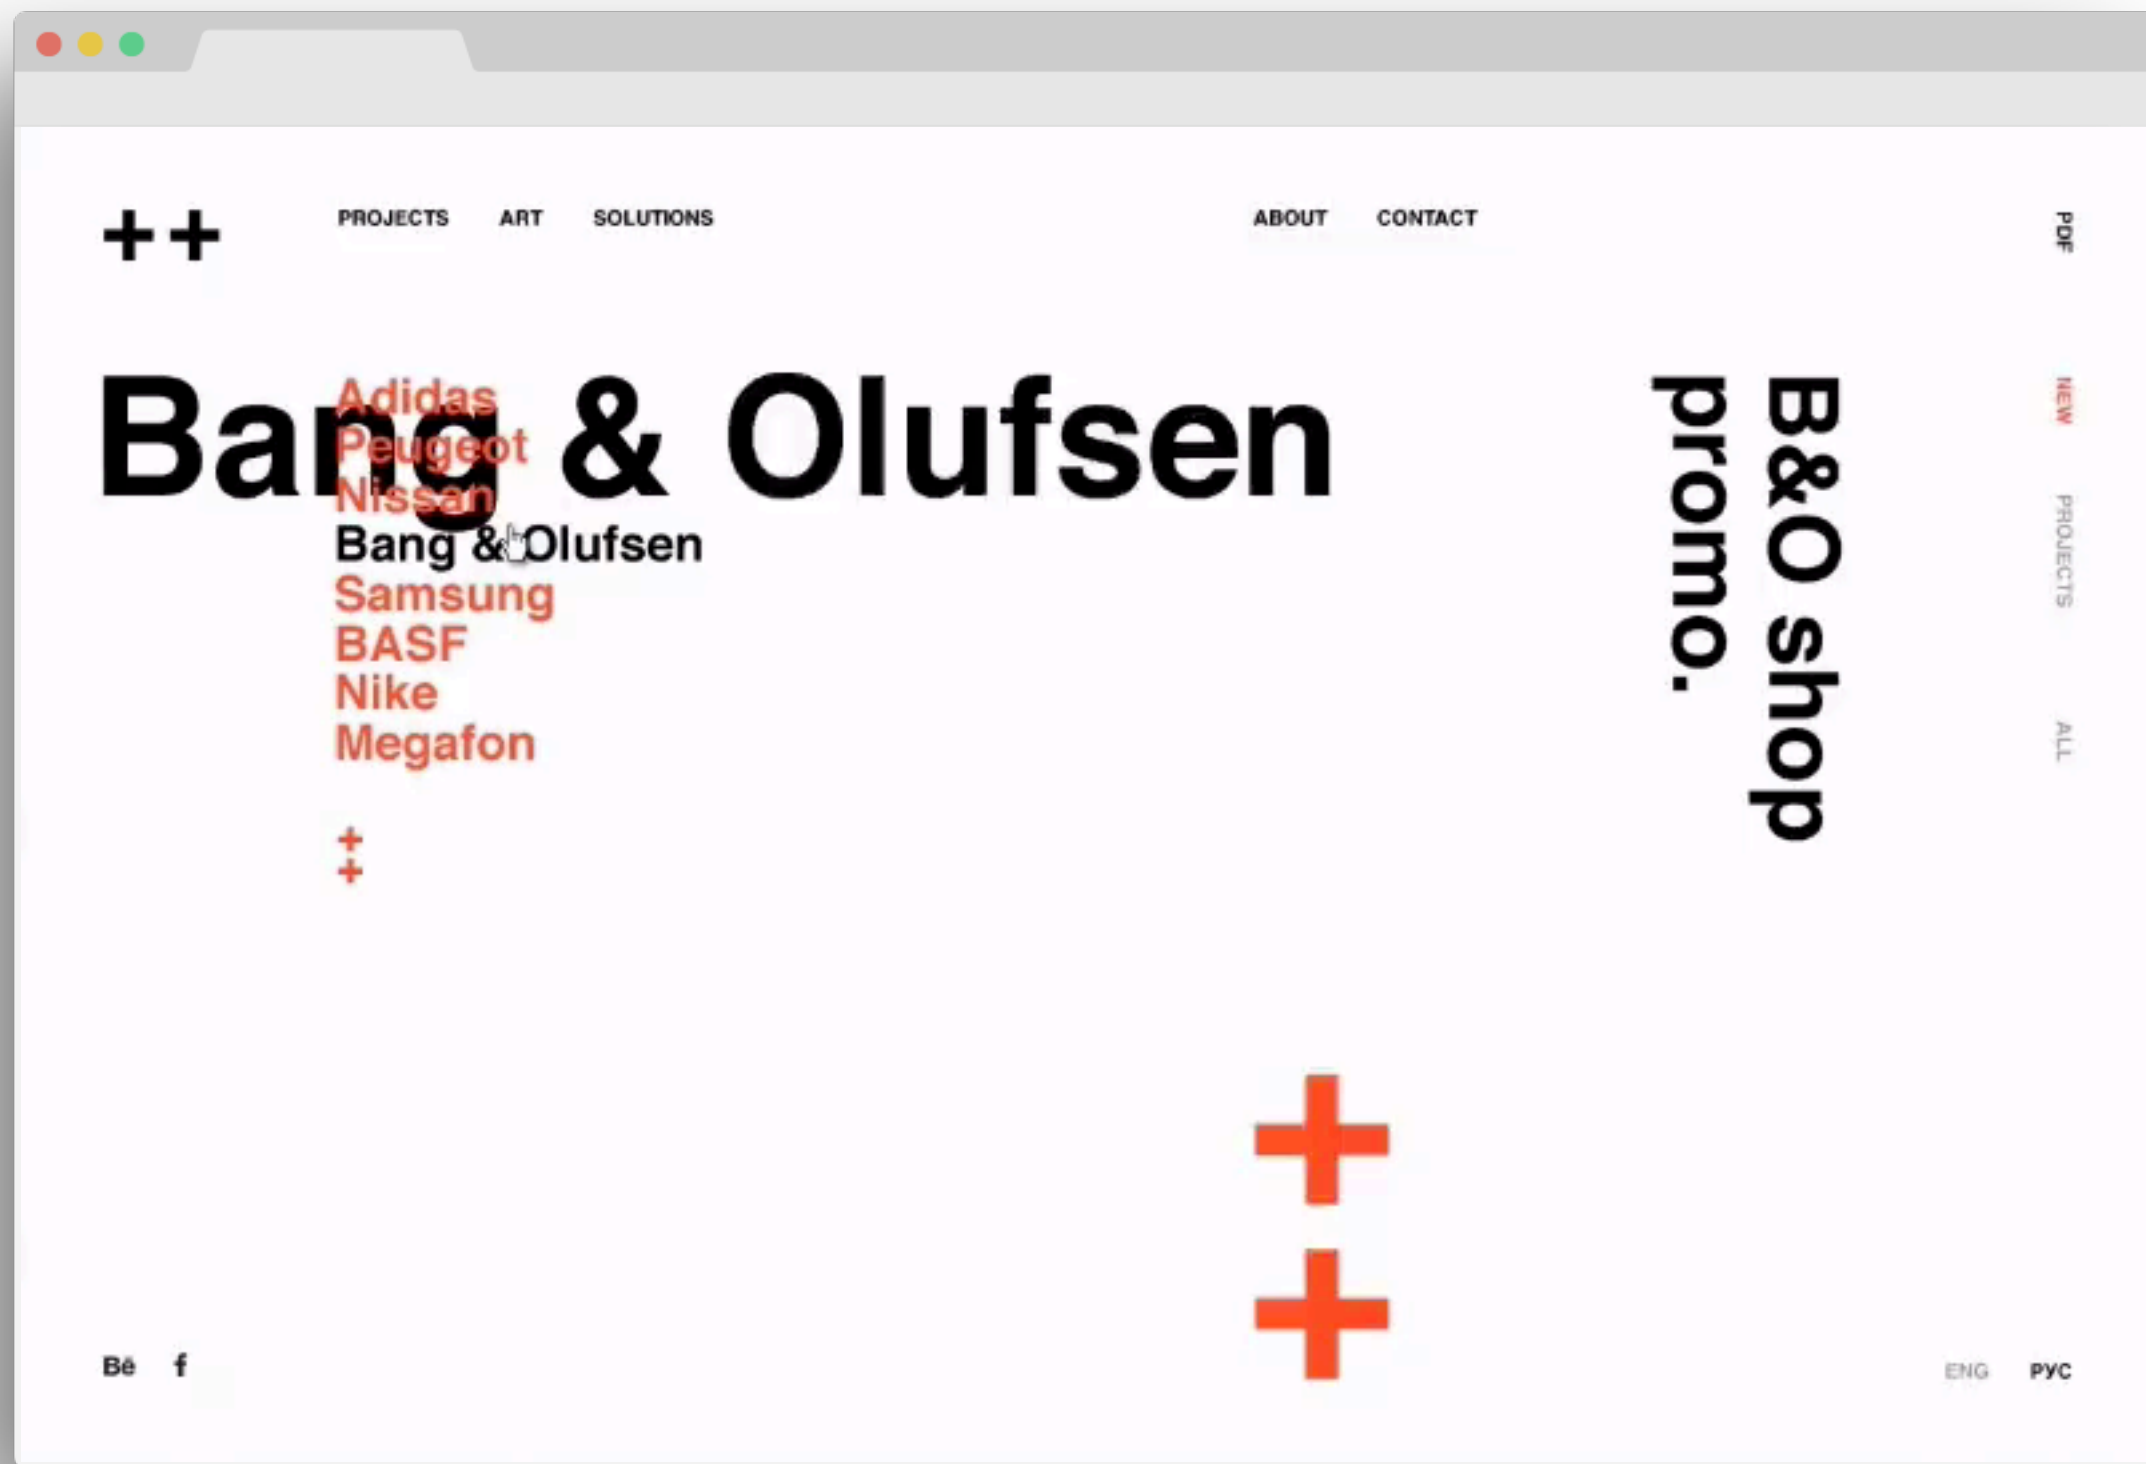 ++
PROJECTS ART SOLUTIONS
ABOUT CONTACT
PDF
Bang & Olufsen
Adidas
Peugeot
Nissan
Bang & Olufsen
Samsung
BASF
Nike
Megafon
+
+
B&O shop
promo.
NEW
PROJECTS
ALL
+
+
Bē f
ENG РУС